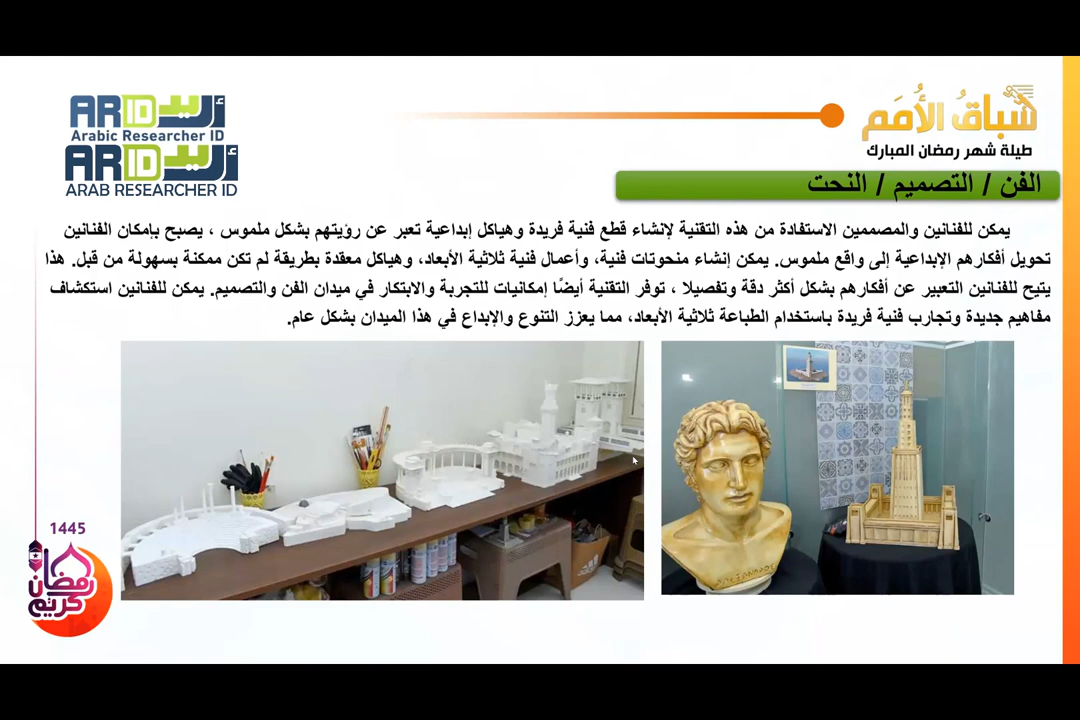 أريد
ARID
Arabic Researcher ID
أريد
ARID
ARAB RESEARCHER ID
سباقُ الأُمَم
طيلة شهر رمضان المبارك
الفن / التصميم / النحت
يمكن للفنانين والمصممين الاستفادة من هذه التقنية لإنشاء قطع فنية فريدة وهياكل إبداعية تعبر عن رؤيتهم بشكل ملموس ، يصبح بإمكان الفنانين
تحويل أفكارهم الإبداعية إلى واقع ملموس. يمكن إنشاء منحوتات فنية، وأعمال فنية ثلاثية الأبعاد، وهياكل معقدة بطريقة لم تكن ممكنة بسهولة من قبل. هذا
يتيح للفنانين التعبير عن أفكارهم بشكل أكثر دقة وتفصيلا ، توفر التقنية أيضًا إمكانيات للتجربة والابتكار في ميدان الفن والتصميم. يمكن للفنانين استكشاف
مفاهيم جديدة وتجارب فنية فريدة باستخدام الطباعة ثلاثية الأبعاد، مما يعزز التنوع والإبداع في هذا الميدان بشكل عام.
1445
رمضان
كريم